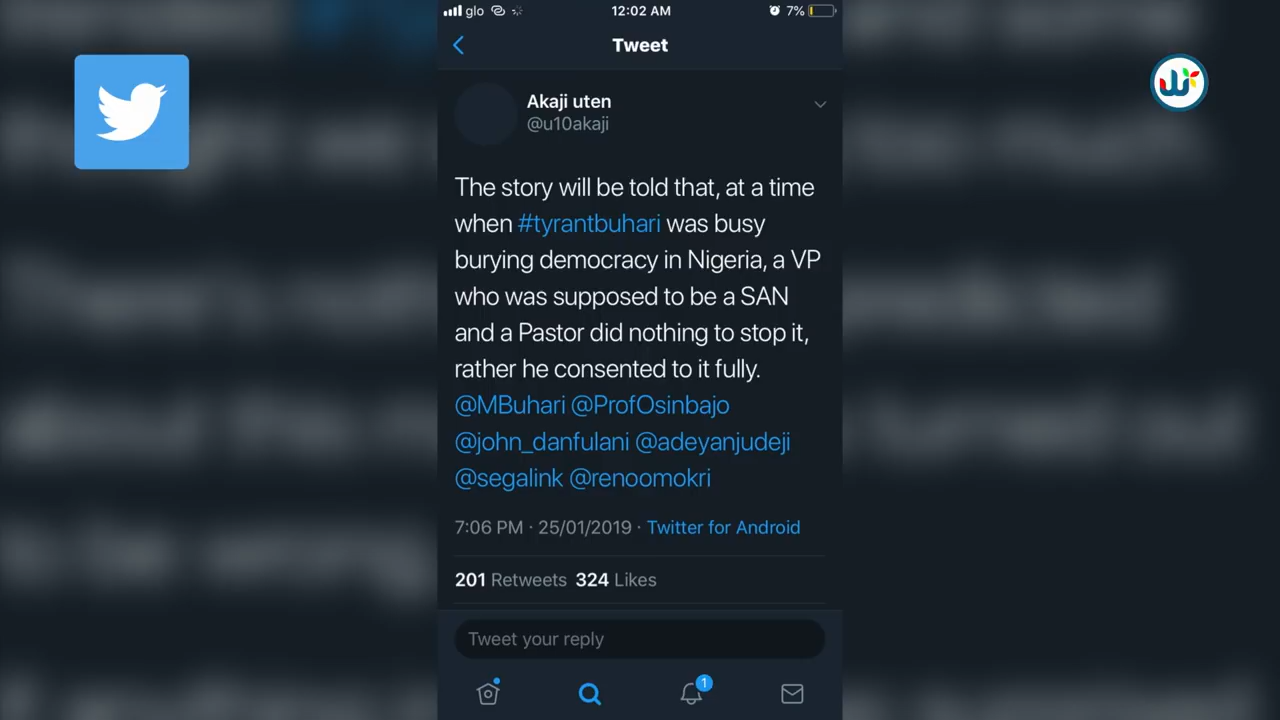 glo
12:02 AM
7%
Tweet
Akaji uten
@u10akaji
The story will be told that, at a time
when #tyrantbuhari was busy
burying democracy in Nigeria, a VP
who was supposed to be a SAN
and a Pastor did nothing to stop it,
rather he consented to it fully.
@MBuhari @ProfOsinbajo
@john_danfulani @adeyanjudeji
@segalink @renoomokri
7:06 PM · 25/01/2019 · Twitter for Android
201 Retweets 324 Likes
Tweet your reply
1